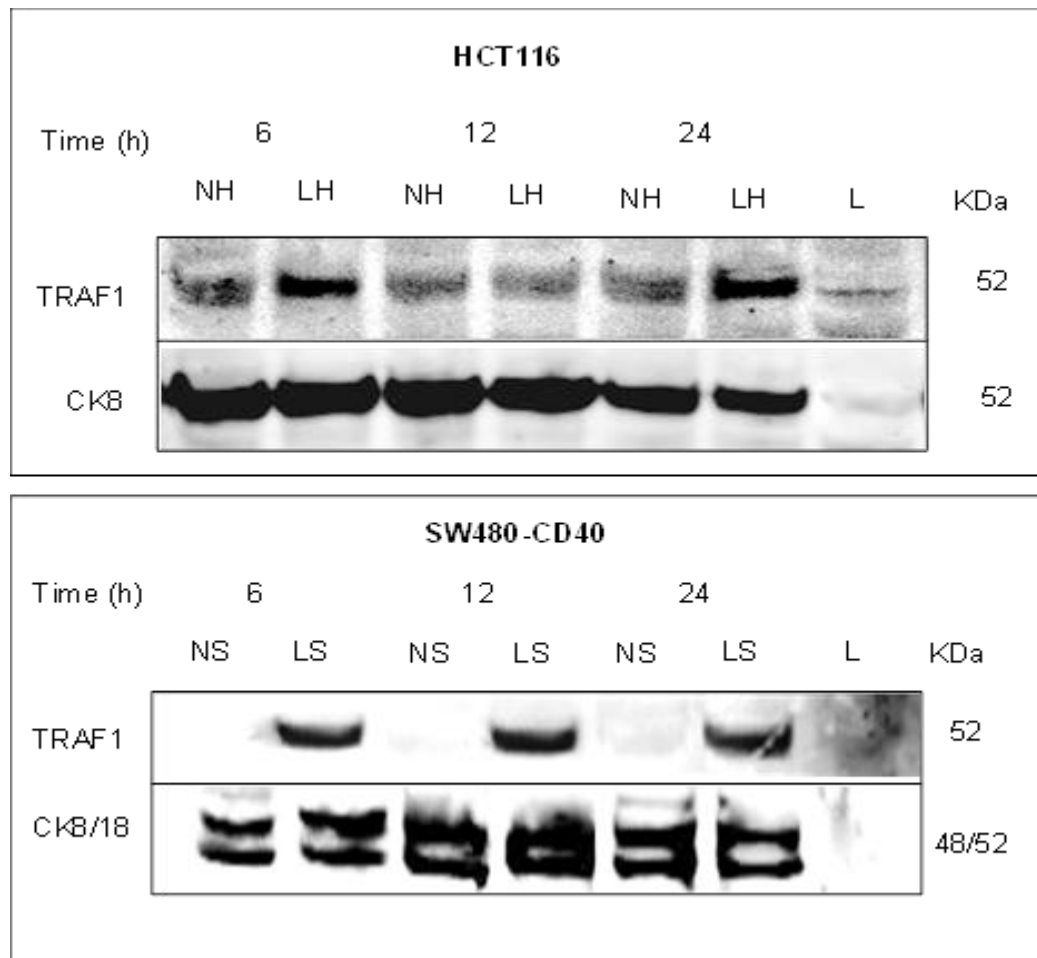 HCT116
Time (h) 6 12 24
NH LH NH LH NH LH L KDa
TRAF1 52
CK8 52
SW480-CD40
Time (h) 6 12 24
NS LS NS LS NS LS L KDa
TRAF1 52
CK8/18 48/52